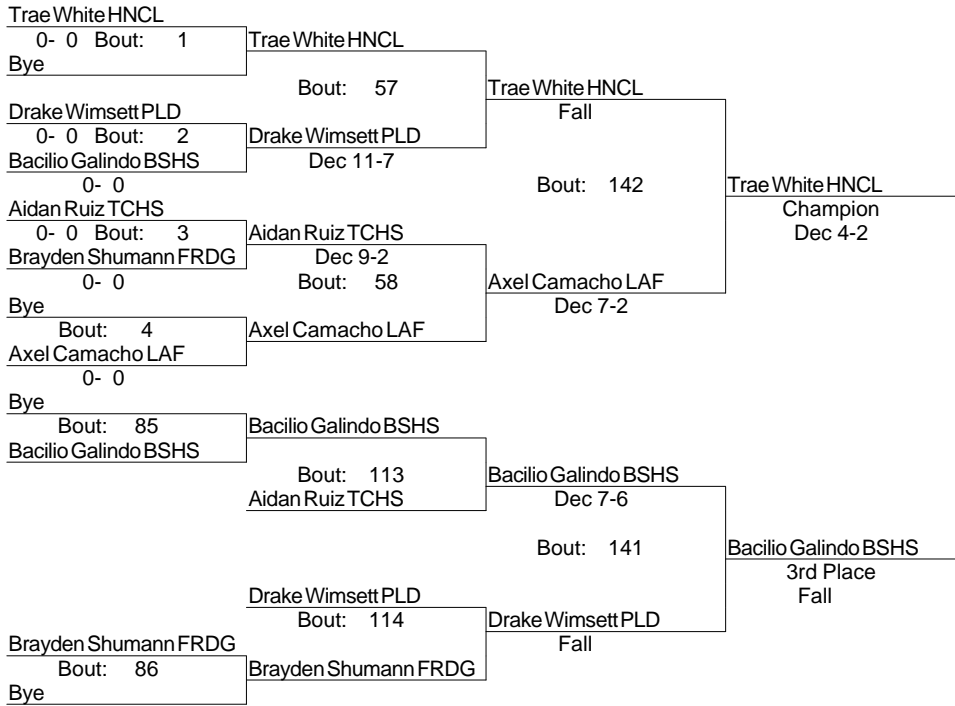 Trae White HNCL
0- 0 Bout: 1 Trae White HNCL
Bye
Bout: 57 Trae White HNCL
Drake Wimsett PLD Fall
0- 0 Bout: 2 Drake Wimsett PLD
Bacilio Galindo BSHS Dec 11-7
0- 0 Bout: 142 Trae White HNCL
Aidan Ruiz TCHS Champion
0- 0 Bout: 3 Aidan Ruiz TCHS Dec 4-2
Brayden Shumann FRDG Dec 9-2
0- 0 Bout: 58 Axel Camacho LAF
Bye Dec 7-2
Bout: 4 Axel Camacho LAF
Axel Camacho LAF
0- 0
Bye
Bout: 85 Bacilio Galindo BSHS
Bacilio Galindo BSHS
Bout: 113 Bacilio Galindo BSHS
Aidan Ruiz TCHS Dec 7-6
Bout: 141 Bacilio Galindo BSHS
3rd Place
Drake Wimsett PLD Fall
Bout: 114 Drake Wimsett PLD
Brayden Shumann FRDG Fall
Bout: 86 Brayden Shumann FRDG
Bye